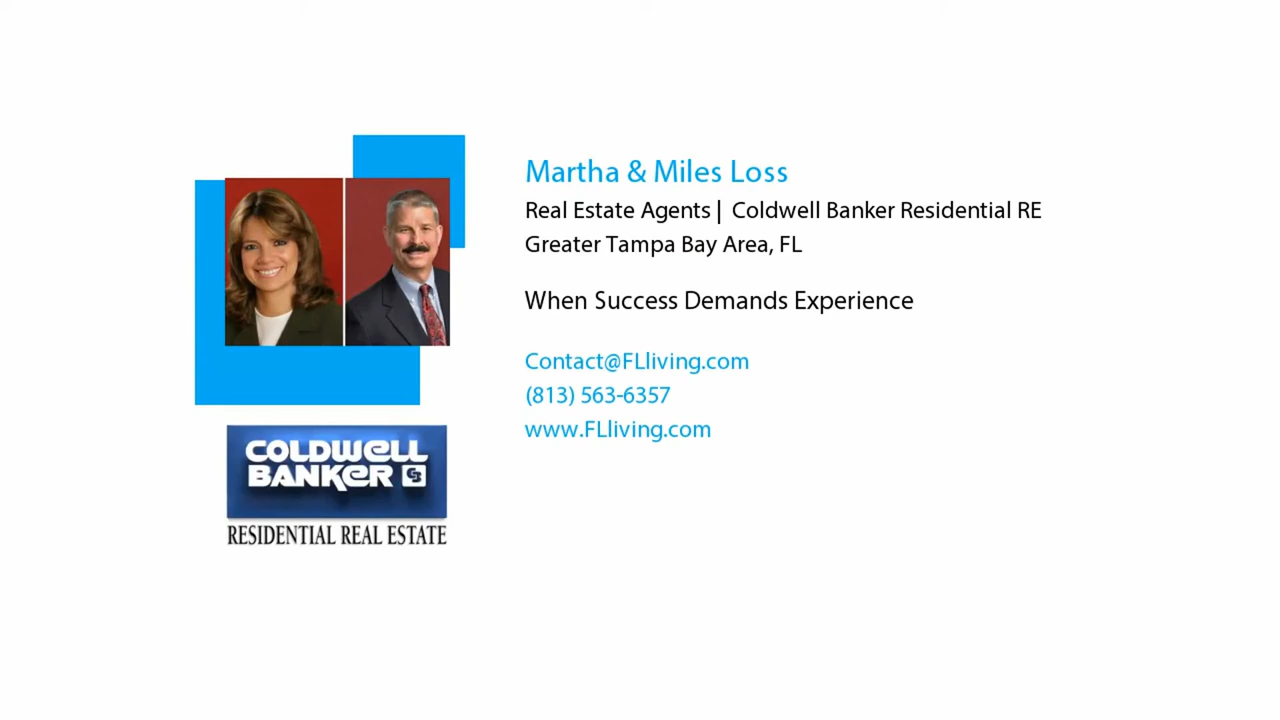 Martha & Miles Loss
Real Estate Agents | Coldwell Banker Residential RE
Greater Tampa Bay Area, FL
When Success Demands Experience
Contact@FLliving.com
(813) 563-6357
www.FLliving.com
COLDWELL
BANKER CB
RESIDENTIAL REAL ESTATE